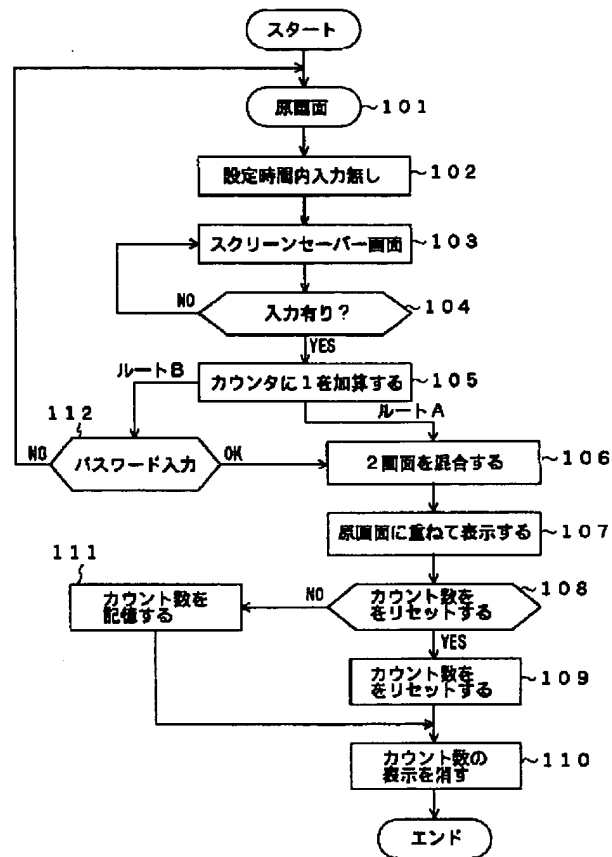 スタート
原画面 ~101
設定時間内入力無し ~102
スクリーンセーバー画面 ~103
NO 入力有り? ~104
YES
ルートB カウンタに1を加算する ~105
ルートA
112
NO パスワード入力 OK 2画面を混合する ~106
原画面に重ねて表示する ~107
111
カウント数を
記憶する
NO カウント数を ~108
をリセットする
YES
カウント数を
をリセットする ~109
カウント数の
表示を消す ~110
エンド